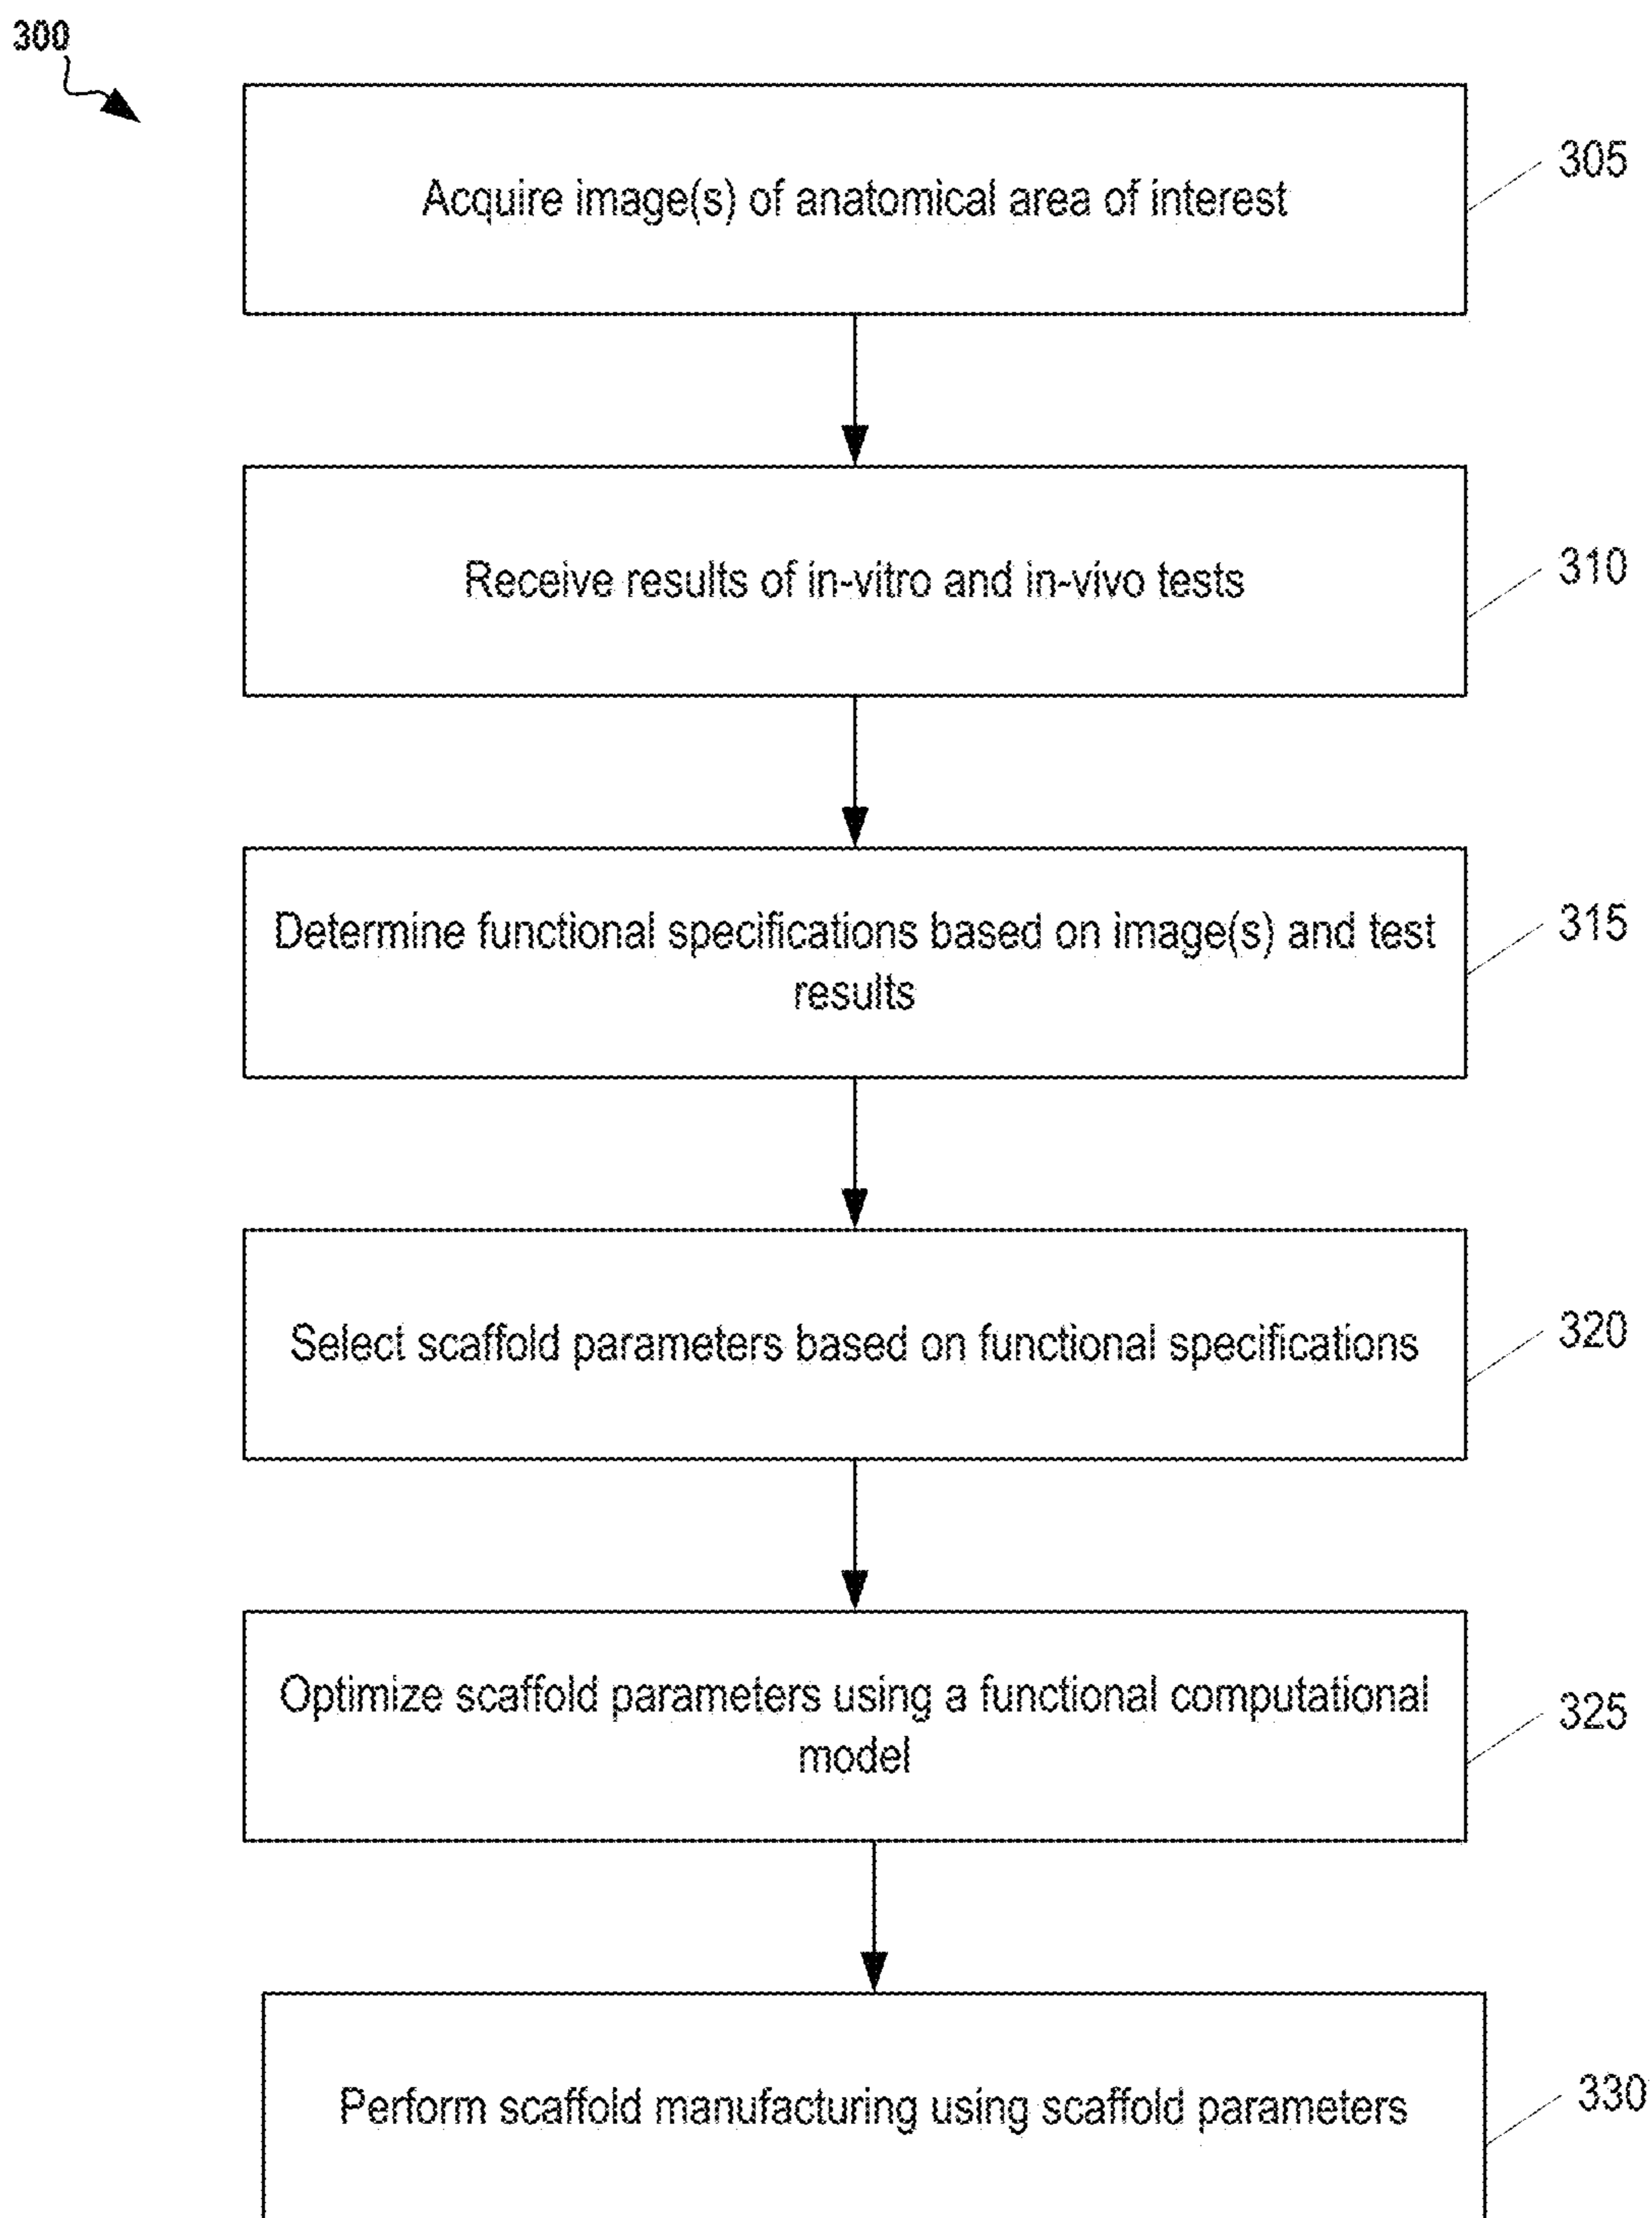 300
Acquire image(s) of anatomical area of interest
305
Receive results of in-vitro and in-vivo tests
310
Determine functional specifications based on image(s) and test
results
315
Select scaffold parameters based on functional specifications
320
Optimize scaffold parameters using a functional computational
model
325
Perform scaffold manufacturing using scaffold parameters
330